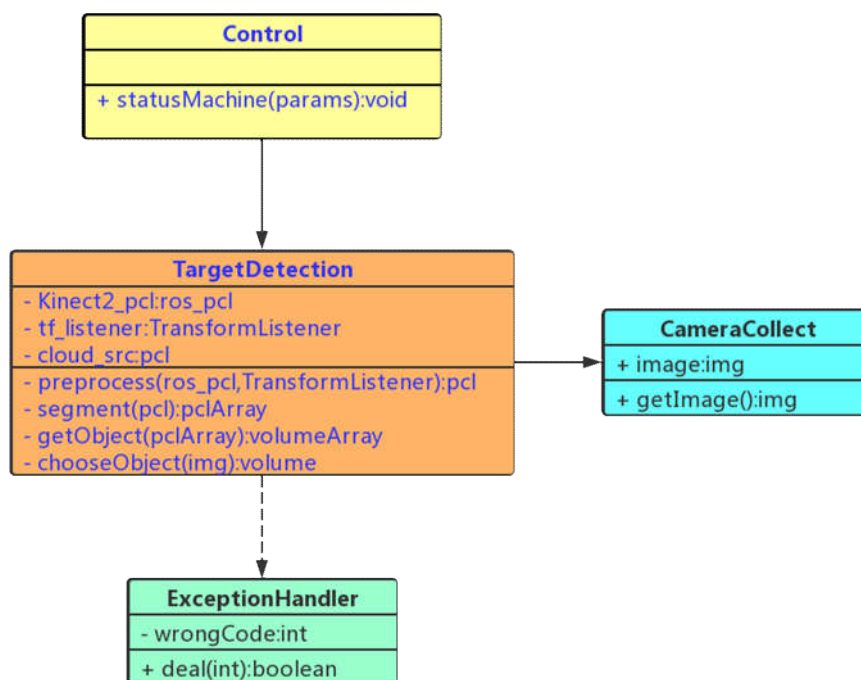 Control
+ statusMachine(params):void
TargetDetection
- Kinect2_pcl:ros_pcl
- tf_listener:TransformListener
- cloud_src:pcl
- preprocess(ros_pcl,TransformListener):pcl
- segment(pcl):pclArray
- getObject(pclArray):volumeArray
- chooseObject(img):volume
CameraCollect
+ image:img
+ getImage():img
ExceptionHandler
- wrongCode:int
+ deal(int):boolean